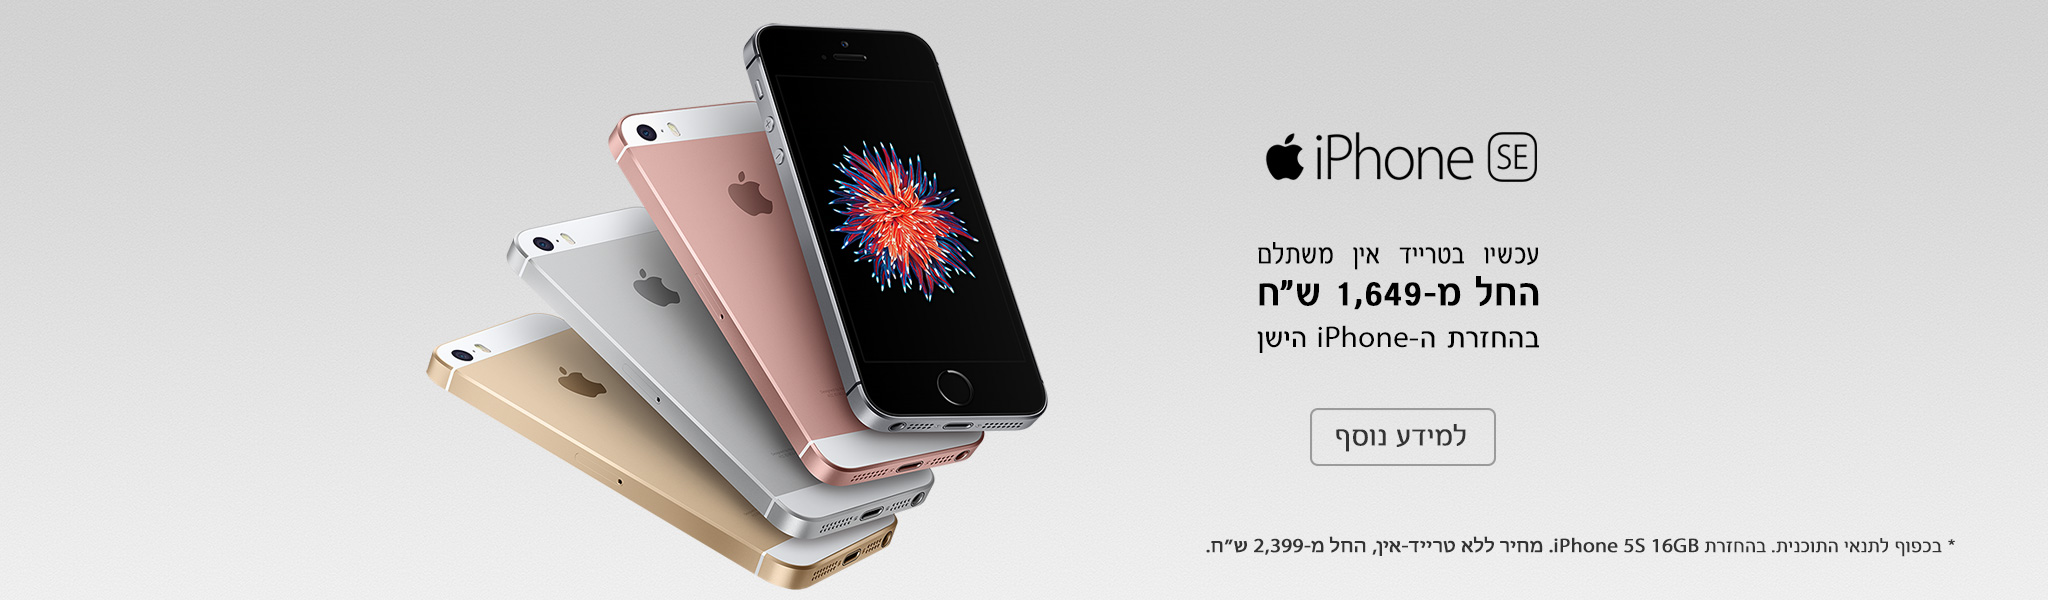 iPhone SE
עכשיו בטרייד אין משתלם
החל מ-1,649 ש"ח
בהחזרת ה-iPhone הישן
למידע נוסף
* בכפוף לתנאי התוכנית. בהחזרת iPhone 5S 16GB. מחיר ללא טרייד-אין, החל מ-2,399 ש"ח.